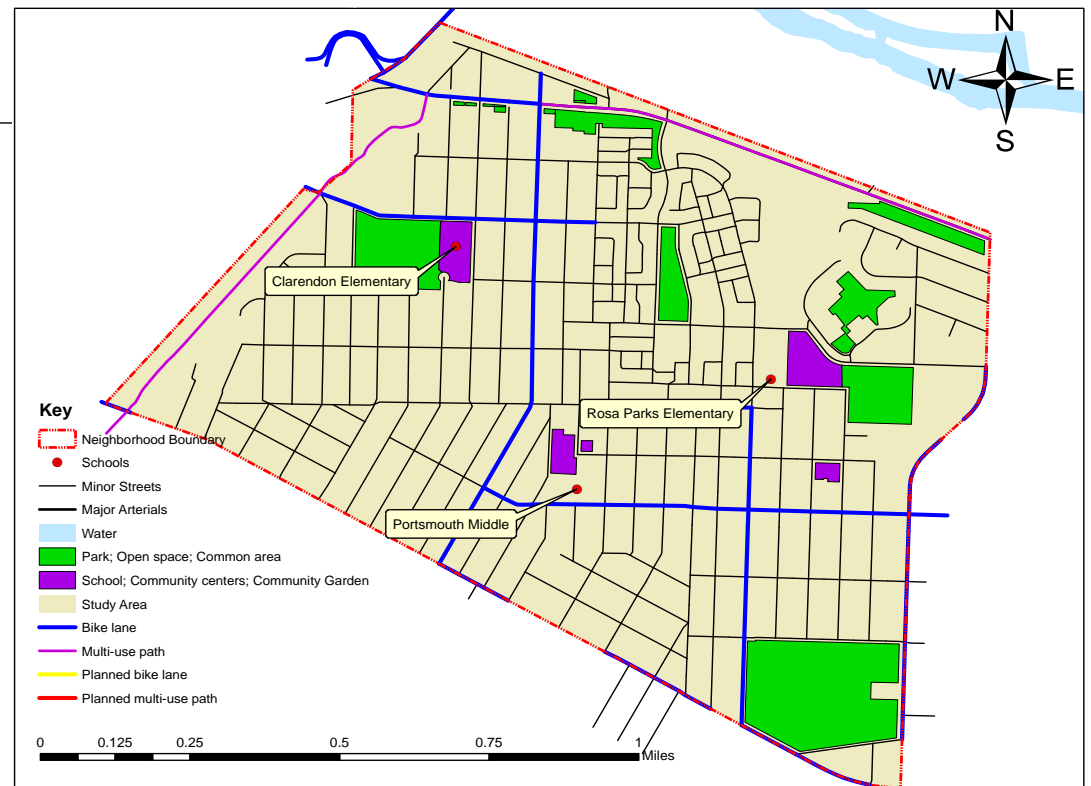 N
W E
S
Clarendon Elementary
Rosa Parks Elementary
Portsmouth Middle
Key
Neighborhood Boundary
Schools
Minor Streets
Major Arterials
Water
Park; Open space; Common area
School; Community centers; Community Garden
Study Area
Bike lane
Multi-use path
Planned bike lane
Planned multi-use path
0 0.125 0.25 0.5 0.75 1
Miles